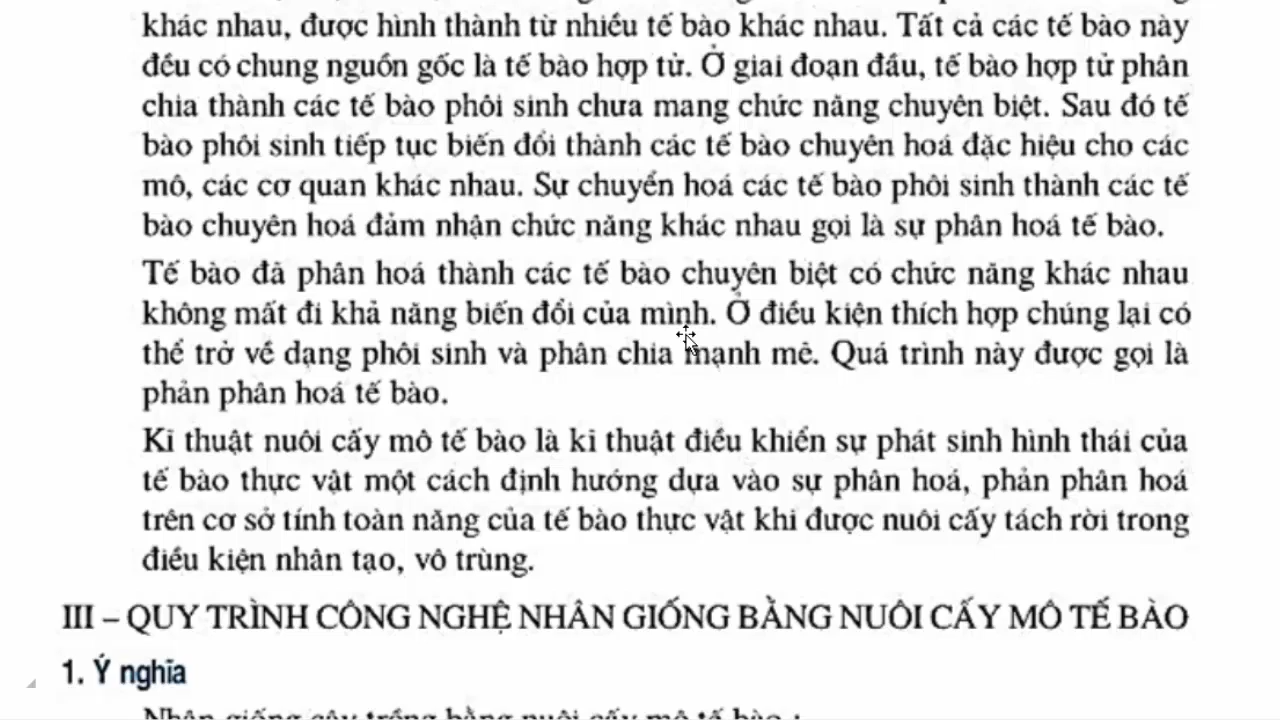 khác nhau, được hình thành từ nhiều tế bào khác nhau. Tất cả các tế bào này
đều có chung nguồn gốc là tế bào hợp tử. Ở giai đoạn đầu, tế bào hợp tử phân
chia thành các tế bào phôi sinh chưa mang chức năng chuyên biệt. Sau đó tế
bào phôi sinh tiếp tục biến đổi thành các tế bào chuyên hoá đặc hiệu cho các
mô, các cơ quan khác nhau. Sự chuyển hoá các tế bào phôi sinh thành các tế
bào chuyên hoá đảm nhận chức năng khác nhau gọi là sự phân hoá tế bào.
Tế bào đã phân hoá thành các tế bào chuyên biệt có chức năng khác nhau
không mất đi khả năng biến đổi của mình. Ở điều kiện thích hợp chúng lại có
thể trở về dạng phôi sinh và phân chia mạnh mẽ. Quá trình này được gọi là
phản phân hoá tế bào.
Kĩ thuật nuôi cấy mô tế bào là kĩ thuật điều khiển sự phát sinh hình thái của
tế bào thực vật một cách định hướng dựa vào sự phân hoá, phản phân hoá
trên cơ sở tính toàn năng của tế bào thực vật khi được nuôi cấy tách rời trong
điều kiện nhân tạo, vô trùng.
III – QUY TRÌNH CÔNG NGHỆ NHÂN GIỐNG BẰNG NUÔI CẤY MÔ TẾ BÀO
1. Ý nghĩa
Nhân giống cây trồng bằng nuôi cấy mô tế bào :